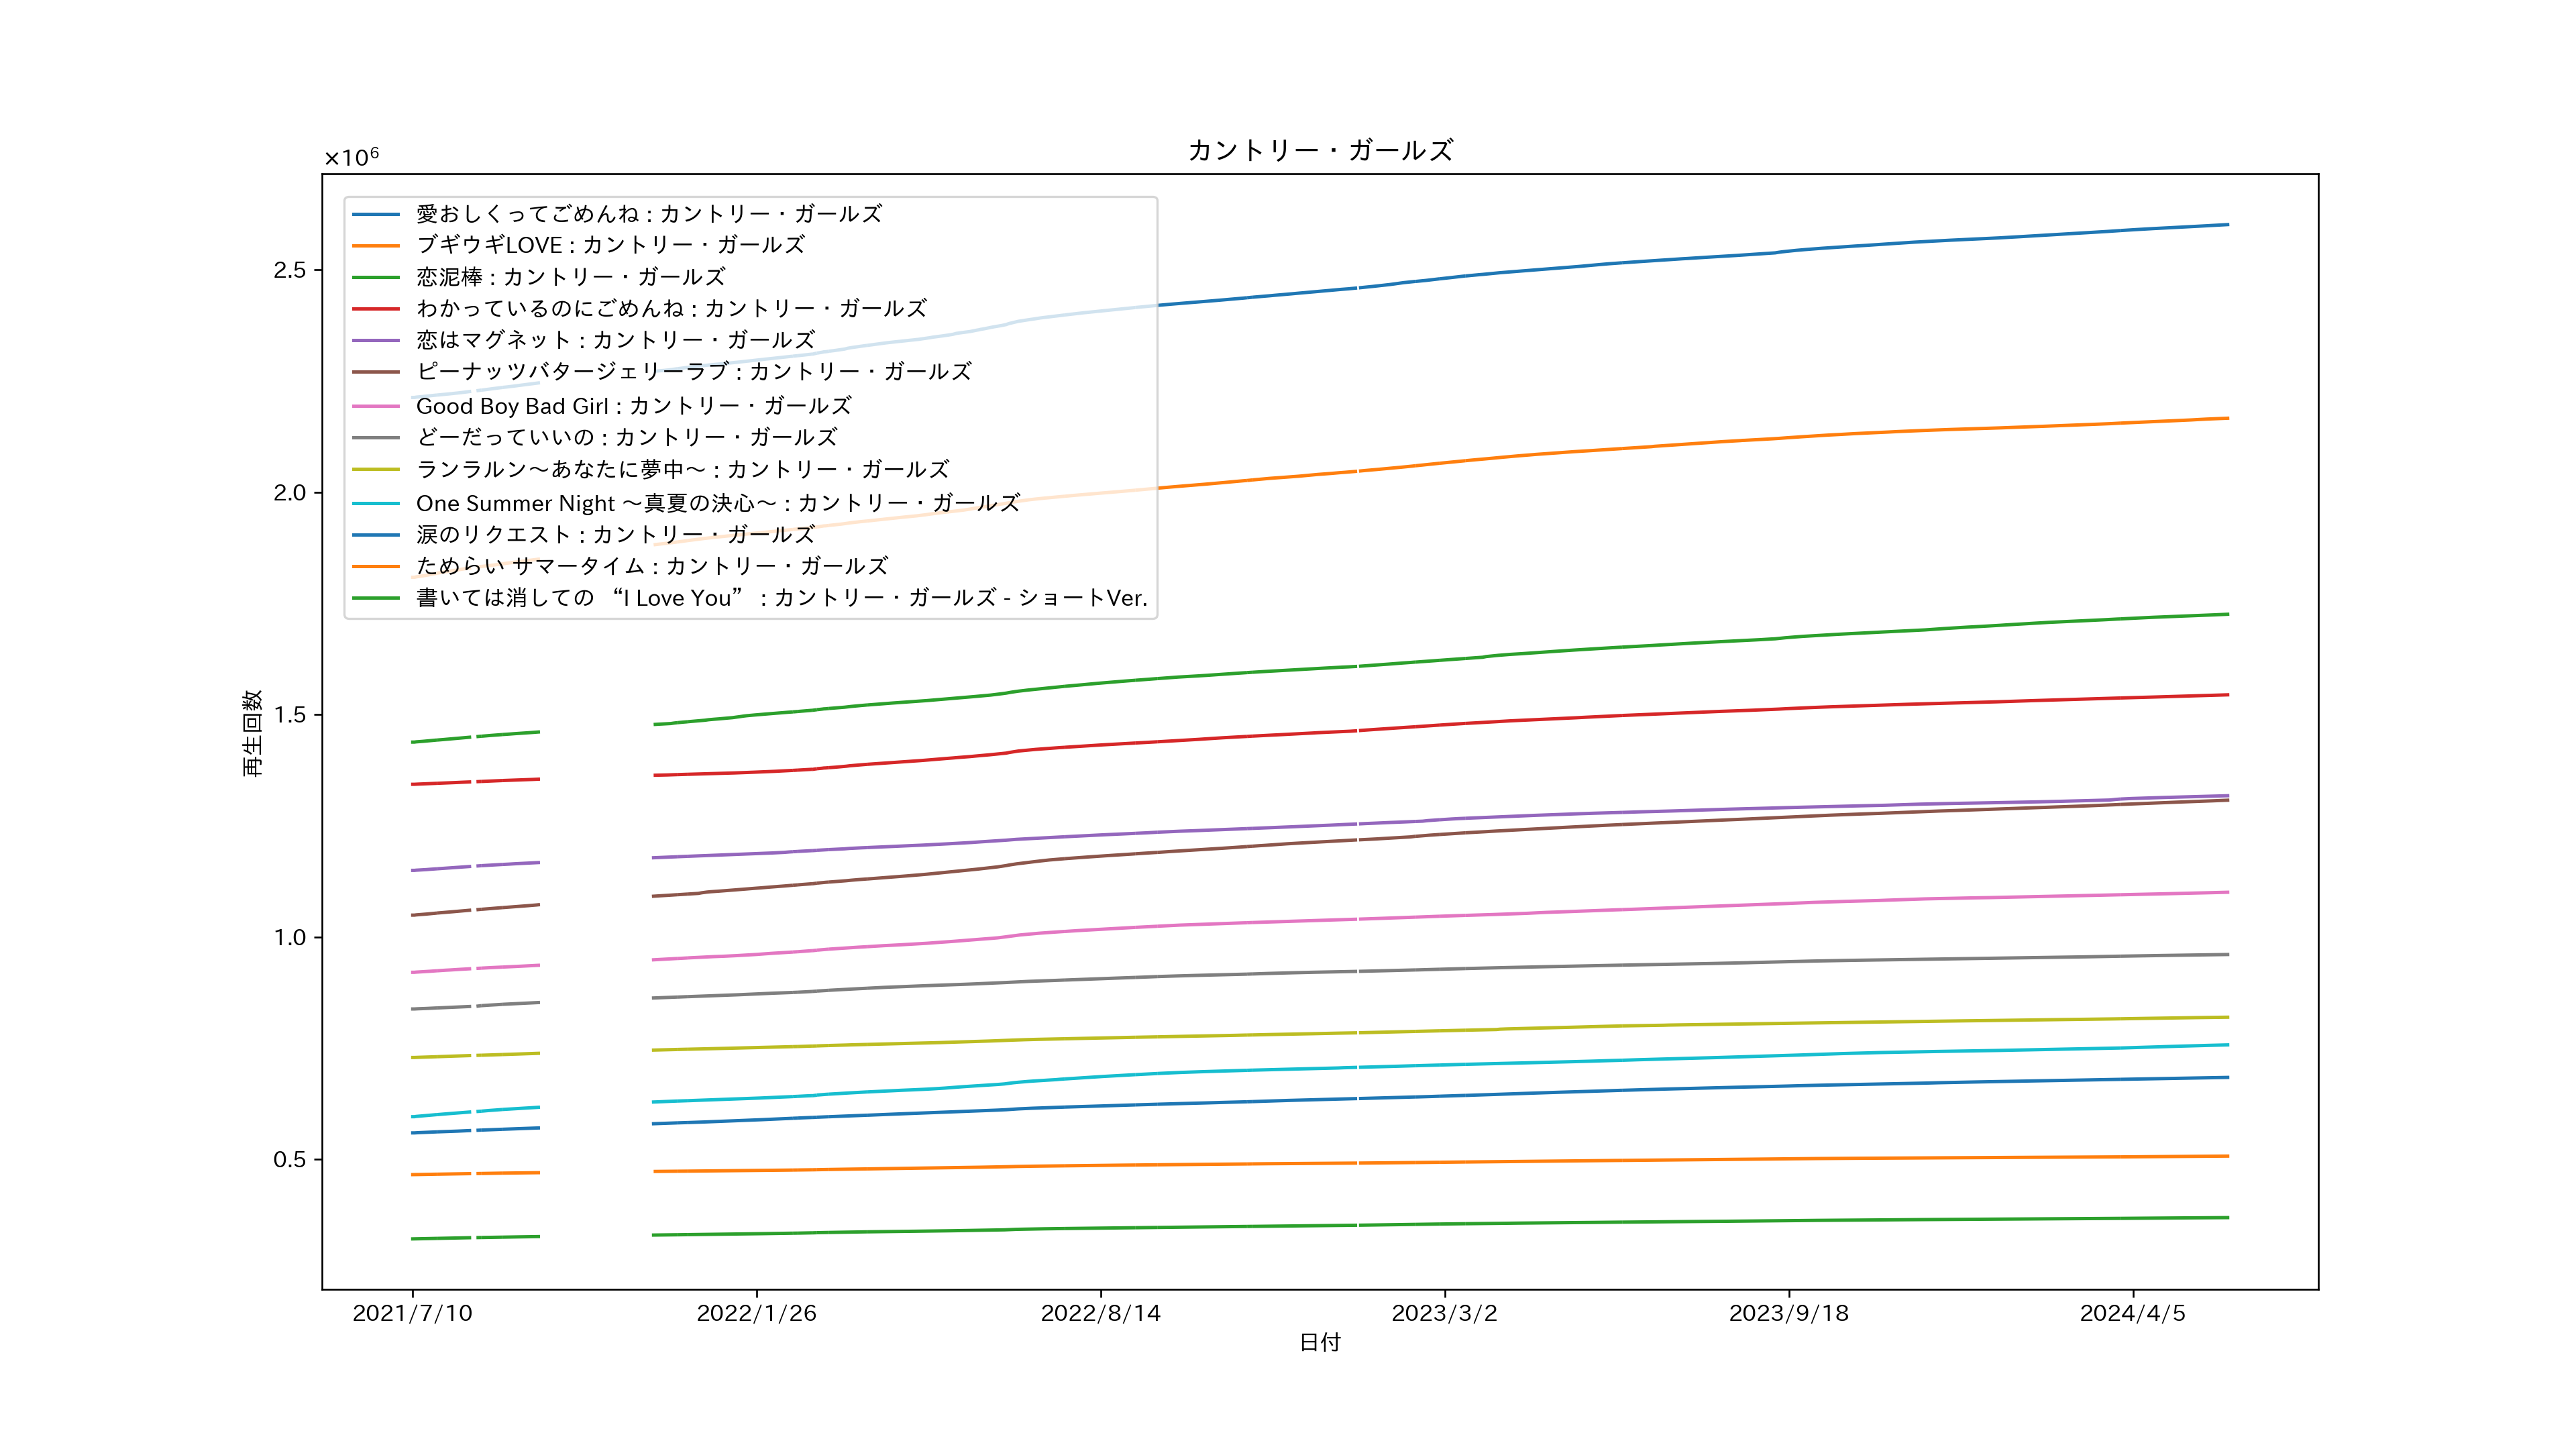 カントリー・ガールズ
×10⁶
愛おしくってごめんね : カントリー・ガールズ
ブギウギLOVE : カントリー・ガールズ
恋泥棒 : カントリー・ガールズ
わかっているのにごめんね : カントリー・ガールズ
恋はマグネット : カントリー・ガールズ
ピーナッツバタージェリーラブ : カントリー・ガールズ
Good Boy Bad Girl : カントリー・ガールズ
どーだっていいの : カントリー・ガールズ
ランラルン～あなたに夢中～ : カントリー・ガールズ
One Summer Night ～真夏の決心～ : カントリー・ガールズ
涙のリクエスト : カントリー・ガールズ
ためらい サマータイム : カントリー・ガールズ
書いては消しての “I Love You” : カントリー・ガールズ - ショートVer.
2.5
2.0
1.5
1.0
0.5
再生回数
2021/7/10
2022/1/26
2022/8/14
2023/3/2
2023/9/18
2024/4/5
日付